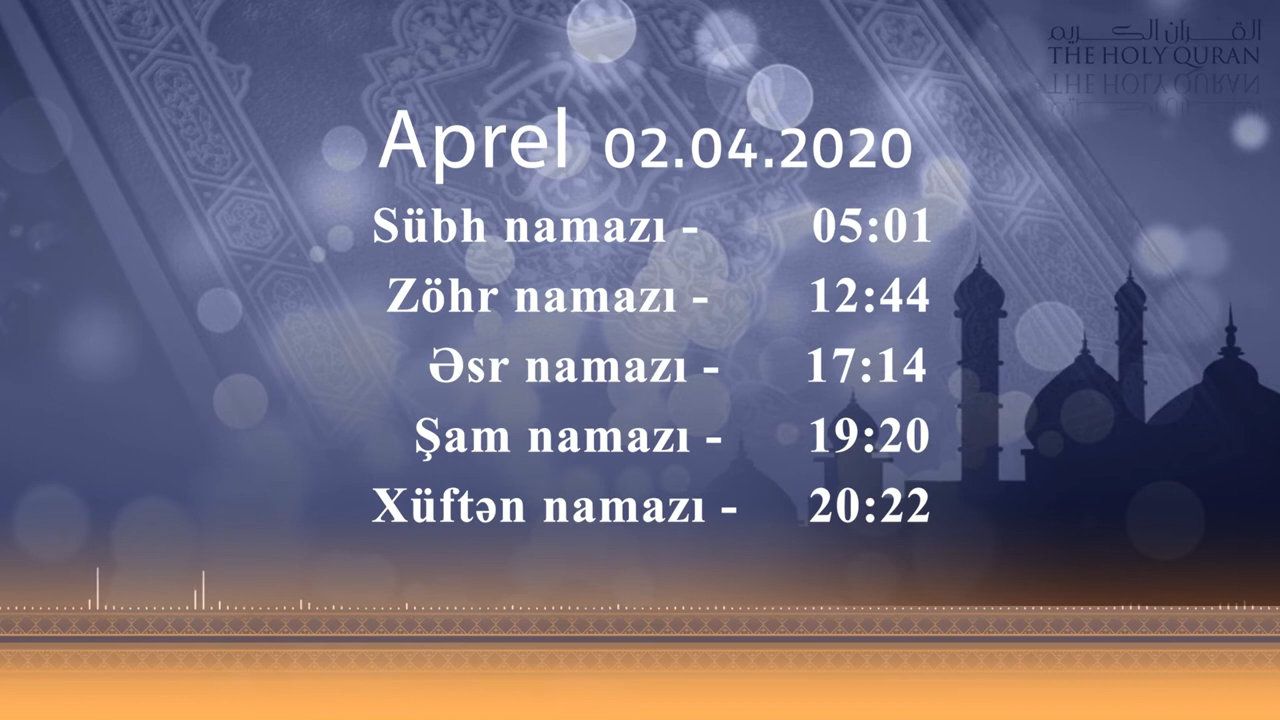 القرآن الكريم
THE HOLY QURAN
Aprel 02.04.2020
Sübh namazı - 05:01
Zöhr namazı - 12:44
Əsr namazı - 17:14
Şam namazı - 19:20
Xüftən namazı - 20:22